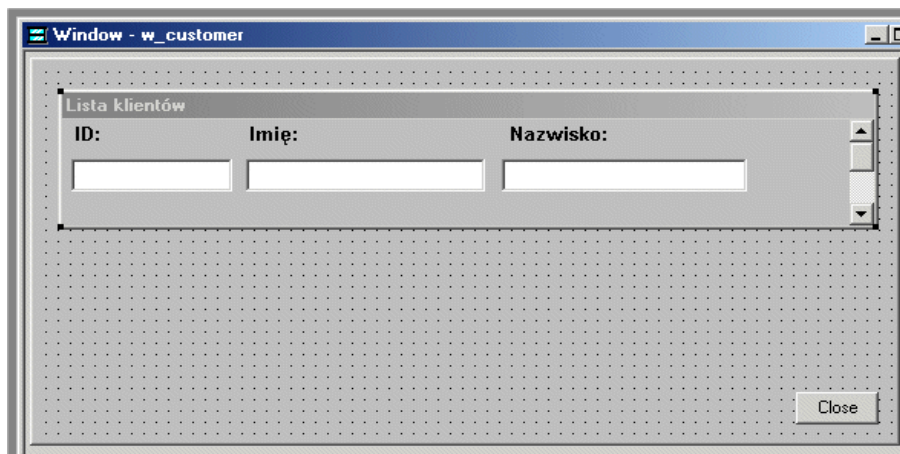 Window - w_customer
Lista klientów
ID: Imię: Nazwisko:
Close